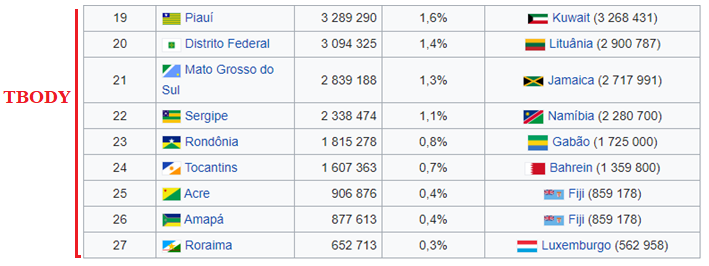 TBODY
19 Piauí 3 289 290 1,6% Kuwait (3 268 431)
20 Distrito Federal 3 094 325 1,4% Lituânia (2 900 787)
21 Mato Grosso do Sul 2 839 188 1,3% Jamaica (2 717 991)
22 Sergipe 2 338 474 1,1% Namíbia (2 280 700)
23 Rondônia 1 815 278 0,8% Gabão (1 725 000)
24 Tocantins 1 607 363 0,7% Bahrein (1 359 800)
25 Acre 906 876 0,4% Fiji (859 178)
26 Amapá 877 613 0,4% Fiji (859 178)
27 Roraima 652 713 0,3% Luxemburgo (562 958)